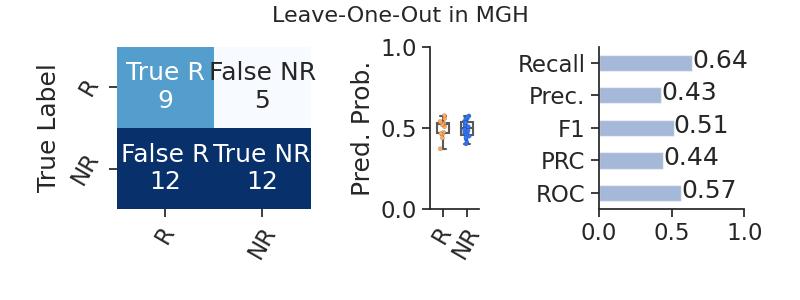 Leave-One-Out in MGH
True Label
R
NR
True R
9
False NR
5
False R
12
True NR
12
R
NR
Pred. Prob.
1.0
0.5
0.0
R
NR
Recall
0.64
Prec.
0.43
F1
0.51
PRC
0.44
ROC
0.57
0.0
0.5
1.0